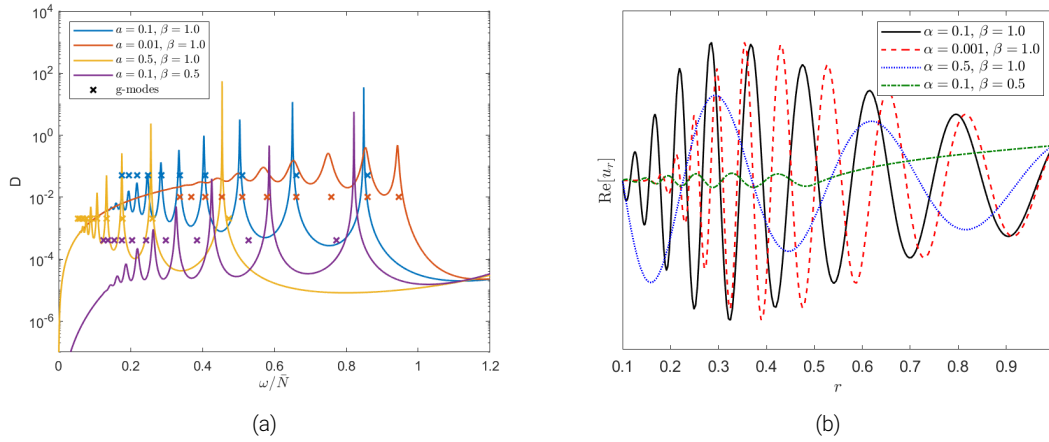 a = 0.1, β = 1.0
a = 0.01, β = 1.0
a = 0.5, β = 1.0
a = 0.1, β = 0.5
g-modes
10^4
10^2
10^0
10^-2
10^-4
10^-6
D
0 0.2 0.4 0.6 0.8 1 1.2
ω/N̄
(a)
α = 0.1, β = 1.0
α = 0.001, β = 1.0
α = 0.5, β = 1.0
α = 0.1, β = 0.5
Re[u_r]
0.1 0.2 0.3 0.4 0.5 0.6 0.7 0.8 0.9 1
r
(b)